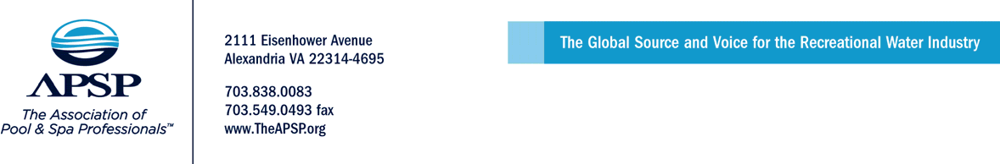 APSP
The Association of
Pool & Spa Professionals™
2111 Eisenhower Avenue
Alexandria VA 22314-4695
703.838.0083
703.549.0493 fax
www.TheAPSP.org
The Global Source and Voice for the Recreational Water Industry